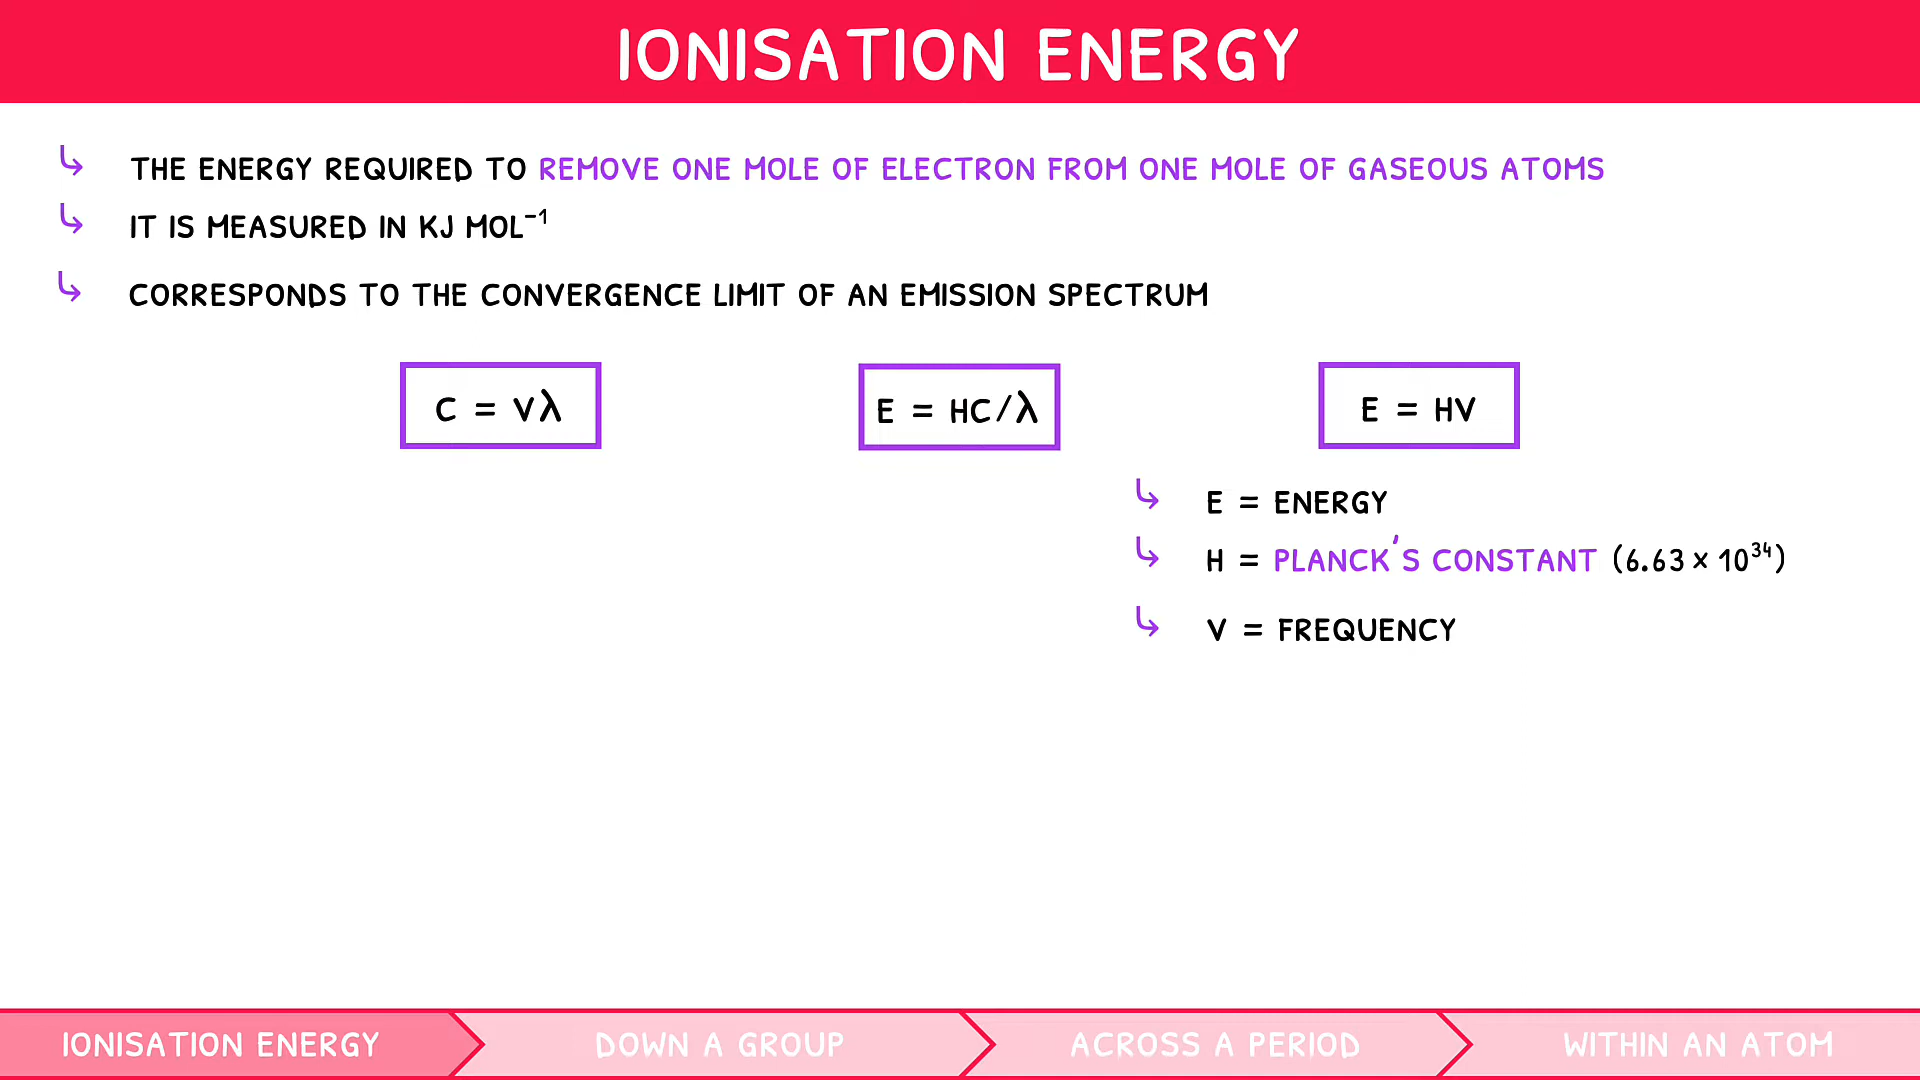 IONISATION ENERGY
THE ENERGY REQUIRED TO REMOVE ONE MOLE OF ELECTRON FROM ONE MOLE OF GASEOUS ATOMS
IT IS MEASURED IN KJ MOL⁻¹
CORRESPONDS TO THE CONVERGENCE LIMIT OF AN EMISSION SPECTRUM
C = Vλ
E = HC/λ
E = HV
E = ENERGY
H = PLANCK'S CONSTANT (6.63 × 10³⁴)
V = FREQUENCY
IONISATION ENERGY
DOWN A GROUP
ACROSS A PERIOD
WITHIN AN ATOM